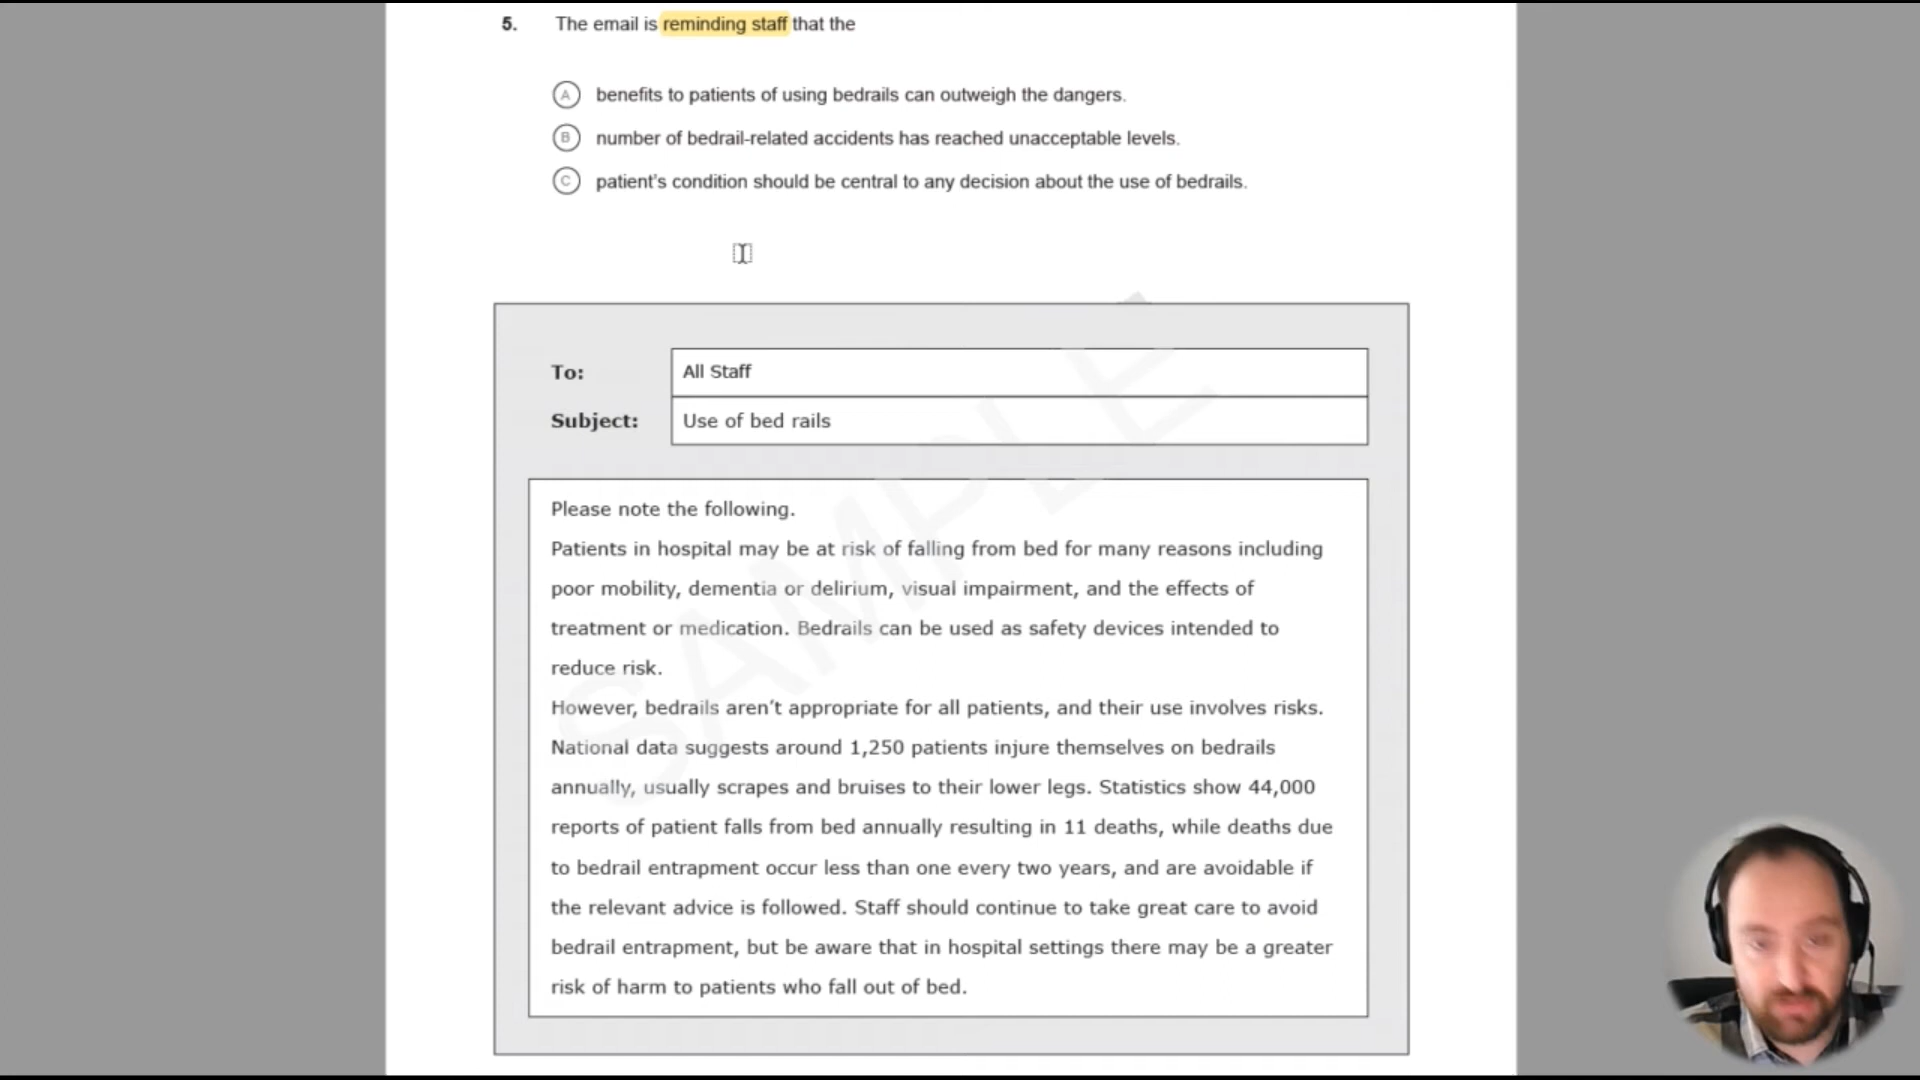 5. The email is reminding staff that the
A benefits to patients of using bedrails can outweigh the dangers.
B number of bedrail-related accidents has reached unacceptable levels.
C patient's condition should be central to any decision about the use of bedrails.
To: All Staff
Subject: Use of bed rails
Please note the following.
Patients in hospital may be at risk of falling from bed for many reasons including
poor mobility, dementia or delirium, visual impairment, and the effects of
treatment or medication. Bedrails can be used as safety devices intended to
reduce risk.
However, bedrails aren't appropriate for all patients, and their use involves risks.
National data suggests around 1,250 patients injure themselves on bedrails
annually, usually scrapes and bruises to their lower legs. Statistics show 44,000
reports of patient falls from bed annually resulting in 11 deaths, while deaths due
to bedrail entrapment occur less than one every two years, and are avoidable if
the relevant advice is followed. Staff should continue to take great care to avoid
bedrail entrapment, but be aware that in hospital settings there may be a greater
risk of harm to patients who fall out of bed.
SAMPLE